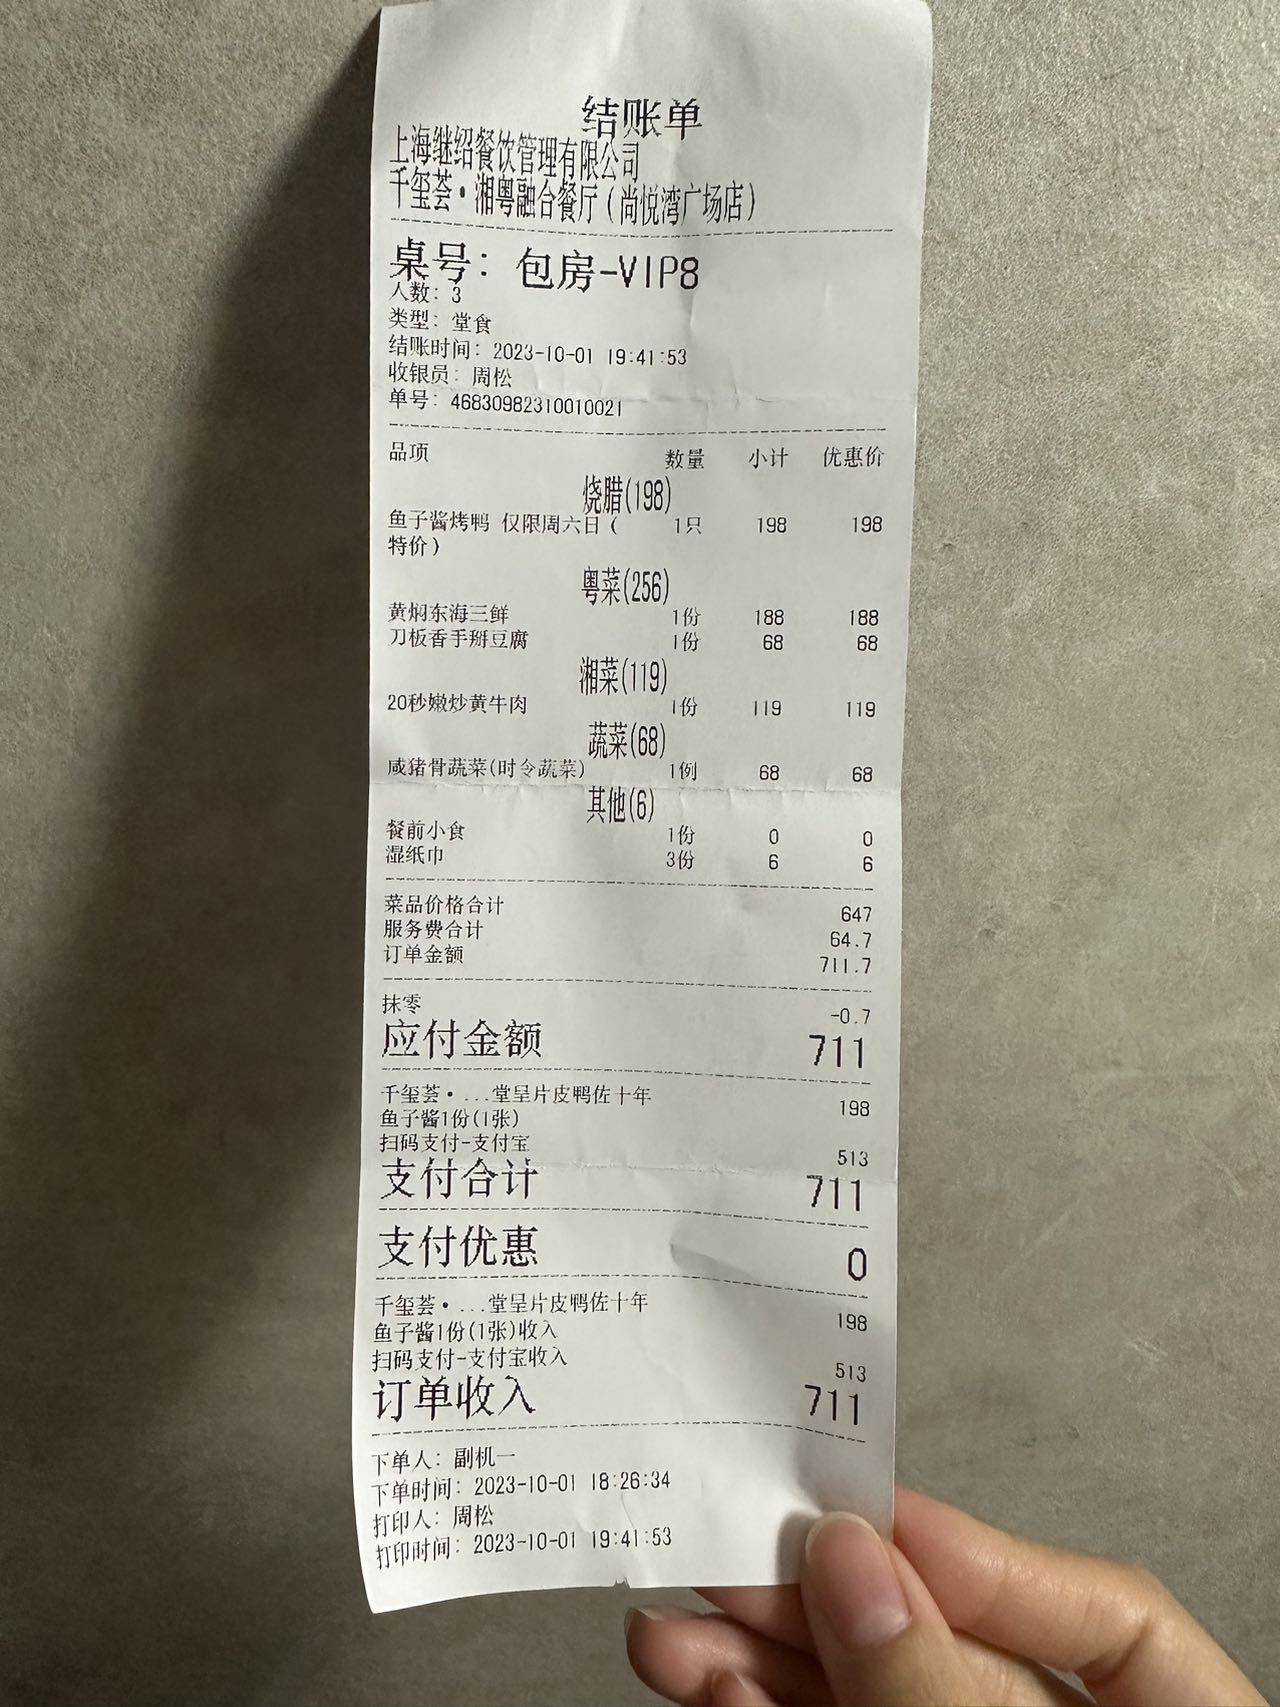 结账单
上海继绍餐饮管理有限公司
千玺荟·湘粤融合餐厅(尚悦湾广场店)
桌号: 包房-VIP8
人数: 3
类型: 堂食
结账时间: 2023-10-01 19:41:53
收银员: 周松
单号: 46830982310010021
品项 数量 小计 优惠价
烧腊(198)
鱼子酱烤鸭 仅限周六日( 1只 198 198
特价)
粤菜(256)
黄焖东海三鲜 1份 188 188
刀板香手掰豆腐 1份 68 68
湘菜(119)
20秒嫩炒黄牛肉 1份 119 119
蔬菜(68)
咸猪骨蔬菜(时令蔬菜) 1例 68 68
其他(6)
餐前小食 1份 0 0
湿纸巾 3份 6 6
菜品价格合计 647
服务费合计 64.7
订单金额 711.7
抹零 -0.7
应付金额 711
千玺荟·...堂呈片皮鸭佐十年 198
鱼子酱1份(1张)
扫码支付-支付宝 513
支付合计 711
支付优惠 0
千玺荟·...堂呈片皮鸭佐十年 198
鱼子酱1份(1张)收入
扫码支付-支付宝收入 513
订单收入 711
下单人: 副机一
下单时间: 2023-10-01 18:26:34
打印人: 周松
打印时间: 2023-10-01 19:41:53